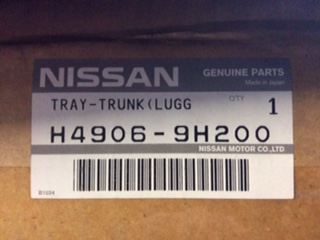 NISSAN GENUINE PARTS
Made in Japan
TRAY-TRUNK(LUGG QTY 1
H4906-9H200
NISSAN MOTOR CO.,LTD